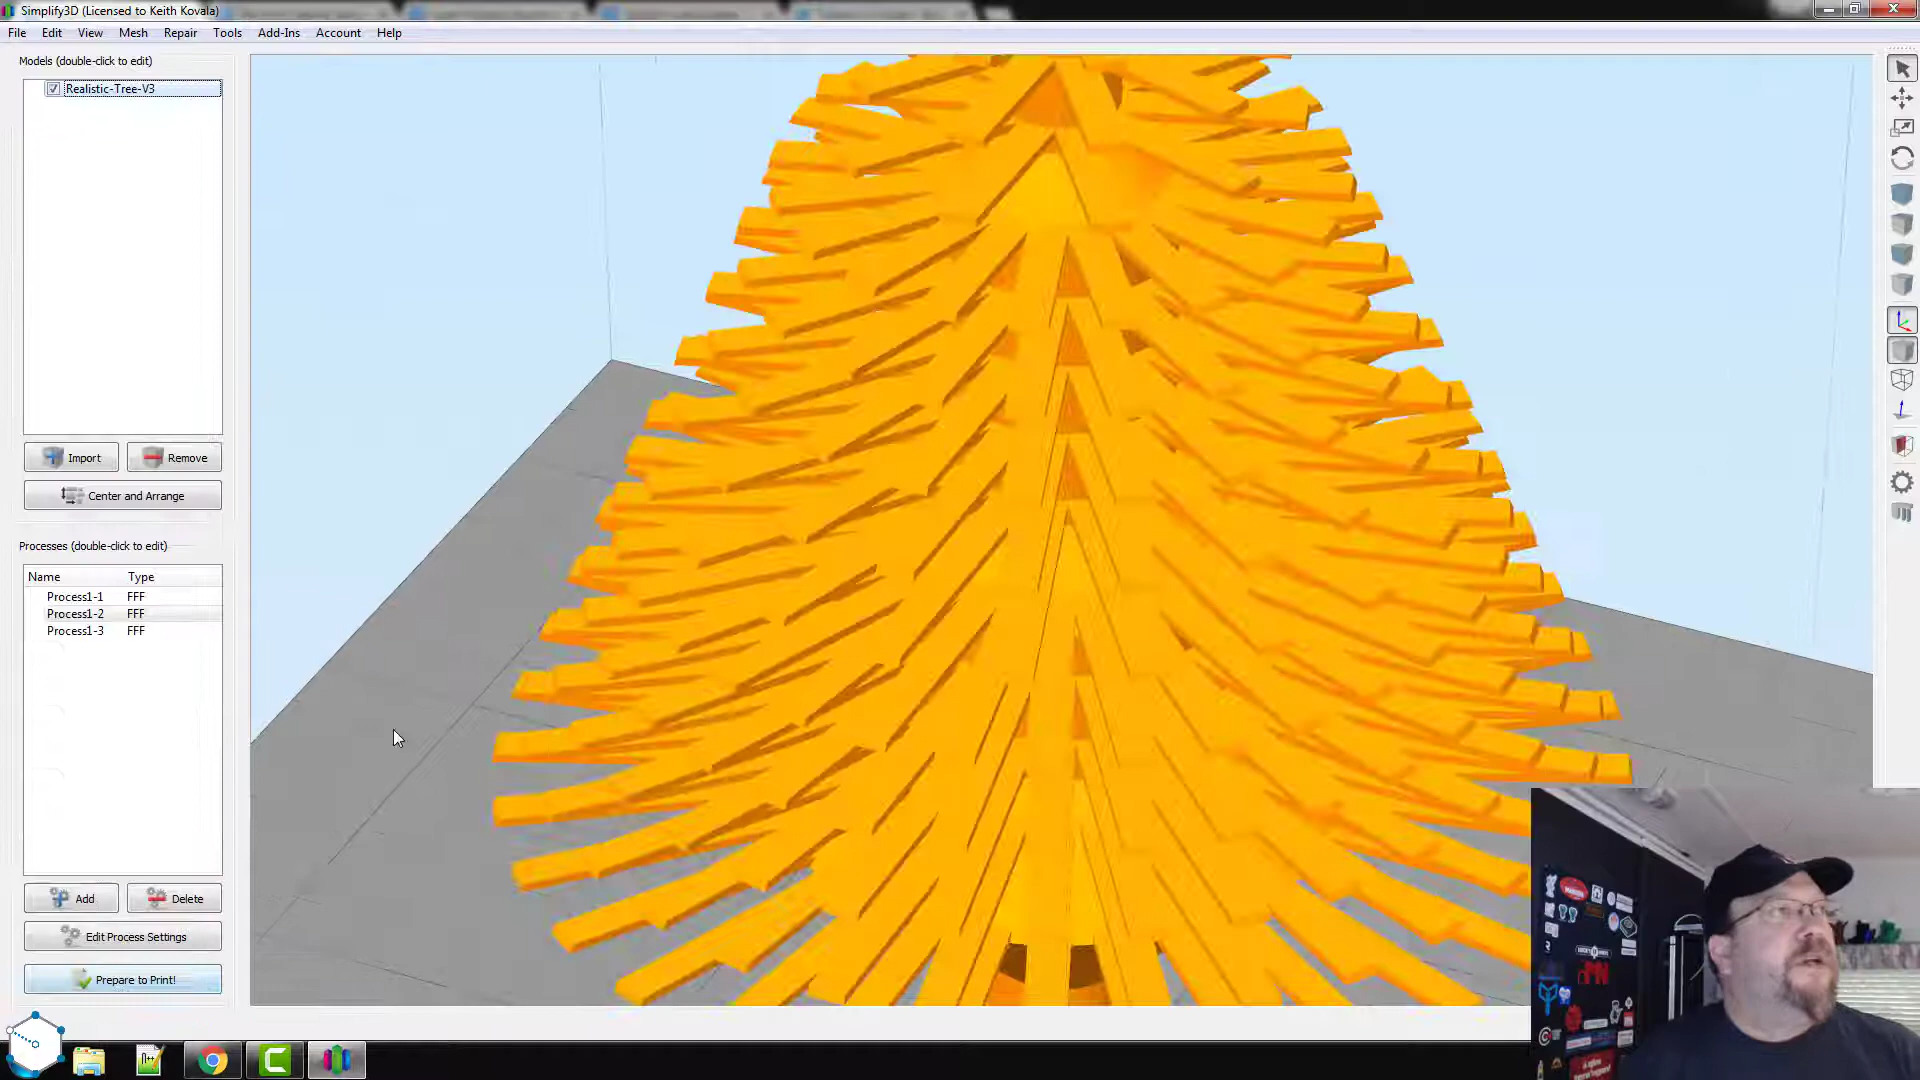 Simplify3D (Licensed to Keith Kovala)
File Edit View Mesh Repair Tools Add-Ins Account Help
Models (double-click to edit)
Realistic-Tree-V3
Import Remove
Center and Arrange
Processes (double-click to edit)
Name Type
Process1-1 FFF
Process1-2 FFF
Process1-3 FFF
Add Delete
Edit Process Settings
Prepare to Print!